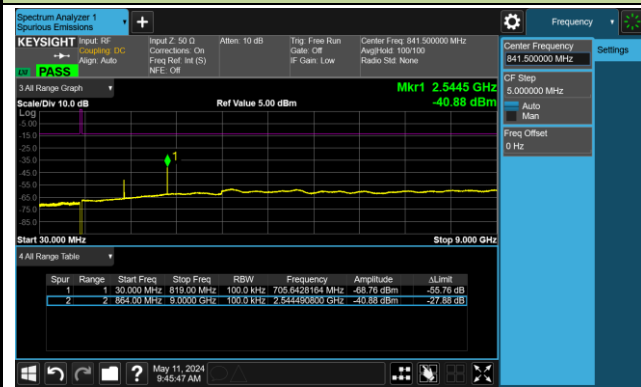 Spectrum Analyzer 1
Spurious Emissions
Frequency
KEYSIGHT
Input: RF
Coupling: DC
Align: Auto
Input Z: 50 Ω
Corrections: On
Freq Ref: Int (S)
NFE: Off
Atten: 10 dB
Trig: Free Run
Gate: Off
IF Gain: Low
Center Freq: 841.500000 MHz
Avg|Hold: 100/100
Radio Std: None
PASS
Center Frequency
841.500000 MHz
Settings
CF Step
5.000000 MHz
Auto
Man
Freq Offset
0 Hz
3 All Range Graph
Mkr1 2.5445 GHz
Scale/Div 10.0 dB
Ref Value 5.00 dBm
-40.88 dBm
Log
-5.00
-15.0
-25.0
-35.0
-45.0
-55.0
-65.0
-75.0
-85.0
1
Start 30.000 MHz
Stop 9.000 GHz
4 All Range Table
Spur Range Start Freq Stop Freq RBW Frequency Amplitude ΔLimit
1 1 30.000 MHz 819.00 MHz 100.0 kHz 705.6428164 MHz -68.76 dBm -55.76 dB
2 2 864.00 MHz 9.0000 GHz 100.0 kHz 2.544490800 GHz -40.88 dBm -27.88 dB
May 11, 2024
9:45:47 AM